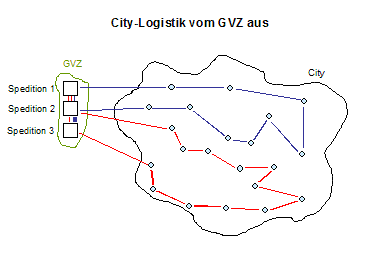 City-Logistik vom GVZ aus
GVZ
City
Spedition 1
Spedition 2
Spedition 3